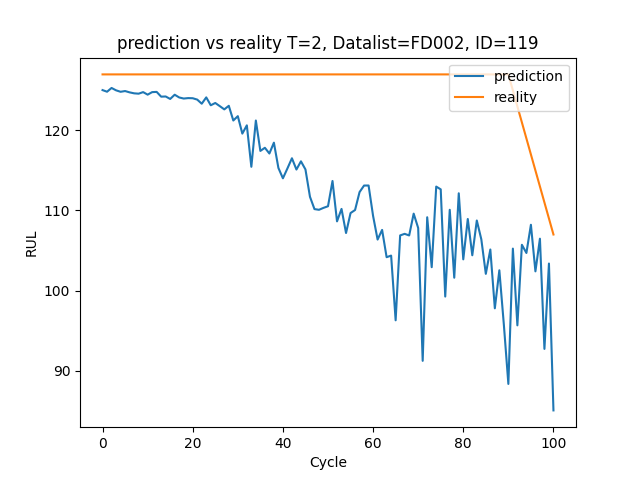 prediction vs reality T=2, Datalist=FD002, ID=119
prediction
reality
120
110
100
90
RUL
0 20 40 60 80 100
Cycle